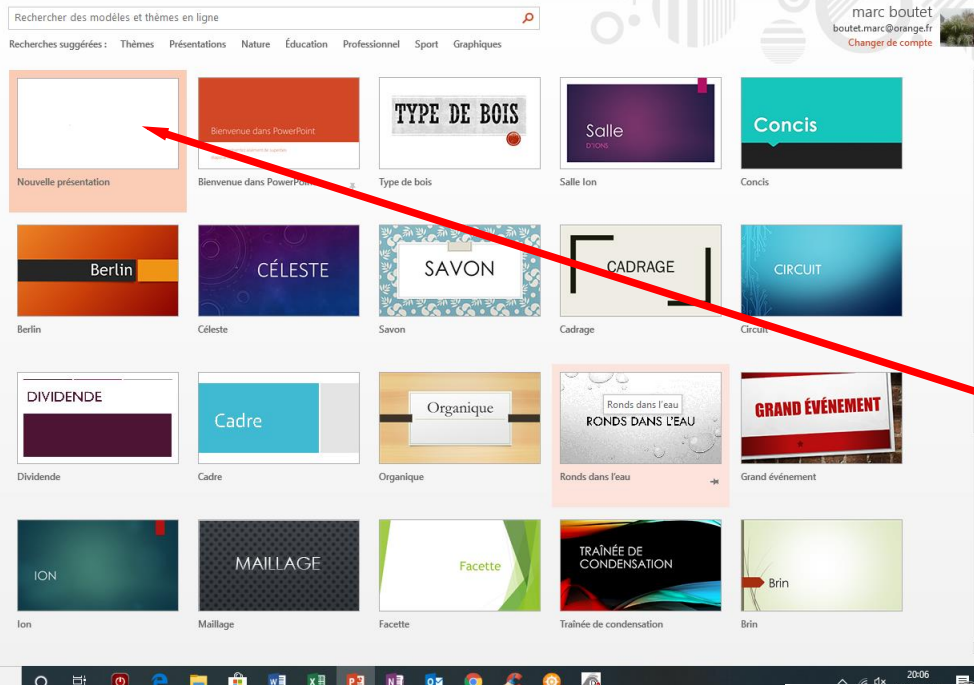 Rechercher des modèles et thèmes en ligne
marc boutet
boutet.marc@orange.fr
Changer de compte
Recherches suggérées : Thèmes Présentations Nature Éducation Professionnel Sport Graphiques
Bienvenue dans PowerPoint
TYPE DE BOIS
Salle
D'IONS
Concis
Nouvelle présentation
Bienvenue dans
Type de bois
Salle Ion
Concis
Berlin
CÉLESTE
SAVON
CADRAGE
CIRCUIT
Berlin
Céleste
Savon
Cadrage
Circuit
DIVIDENDE
Cadre
Organique
Ronds dans l'eau
RONDS DANS L'EAU
GRAND ÉVÉNEMENT
Dividende
Cadre
Organique
Ronds dans l'eau
Grand événement
ION
MAILLAGE
Facette
TRAÎNÉE DE
CONDENSATION
Brin
Ion
Maillage
Facette
Traînée de condensation
Brin
20:06